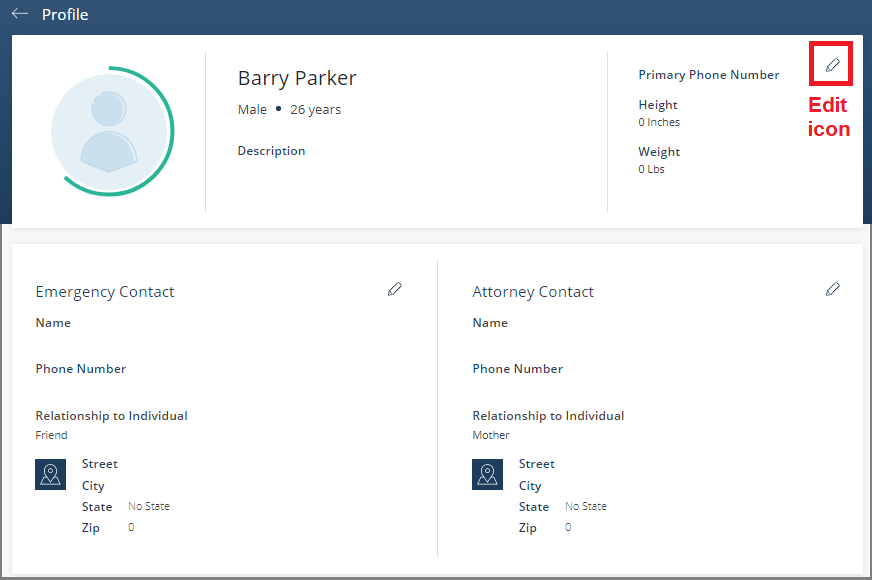 Profile
Barry Parker
Male • 26 years
Description
Primary Phone Number
Height
0 Inches
Weight
0 Lbs
Edit
icon
Emergency Contact
Name
Phone Number
Relationship to Individual
Friend
Street
City
State No State
Zip 0
Attorney Contact
Name
Phone Number
Relationship to Individual
Mother
Street
City
State No State
Zip 0